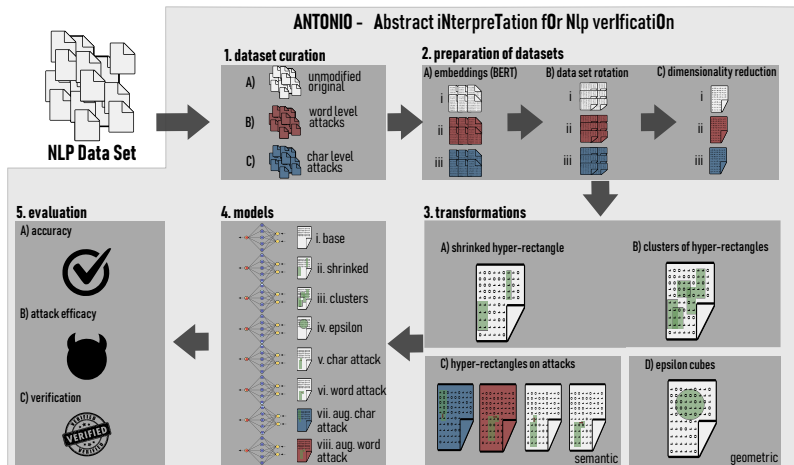 ANTONIO - Abstract iNterpreTation fOr Nlp verIficatiOn
NLP Data Set
1. dataset curation
A) unmodified
original
B) word level
attacks
C) char level
attacks
2. preparation of datasets
A) embeddings (BERT)
i
ii
iii
B) data set rotation
i
ii
iii
C) dimensionality reduction
i
ii
iii
3. transformations
A) shrinked hyper-rectangle
B) clusters of hyper-rectangles
C) hyper-rectangles on attacks
semantic
D) epsilon cubes
geometric
4. models
i. base
ii. shrinked
iii. clusters
iv. epsilon
v. char attack
vi. word attack
vii. aug. char
attack
viii. aug. word
attack
5. evaluation
A) accuracy
B) attack efficacy
C) verification
VERIFIED